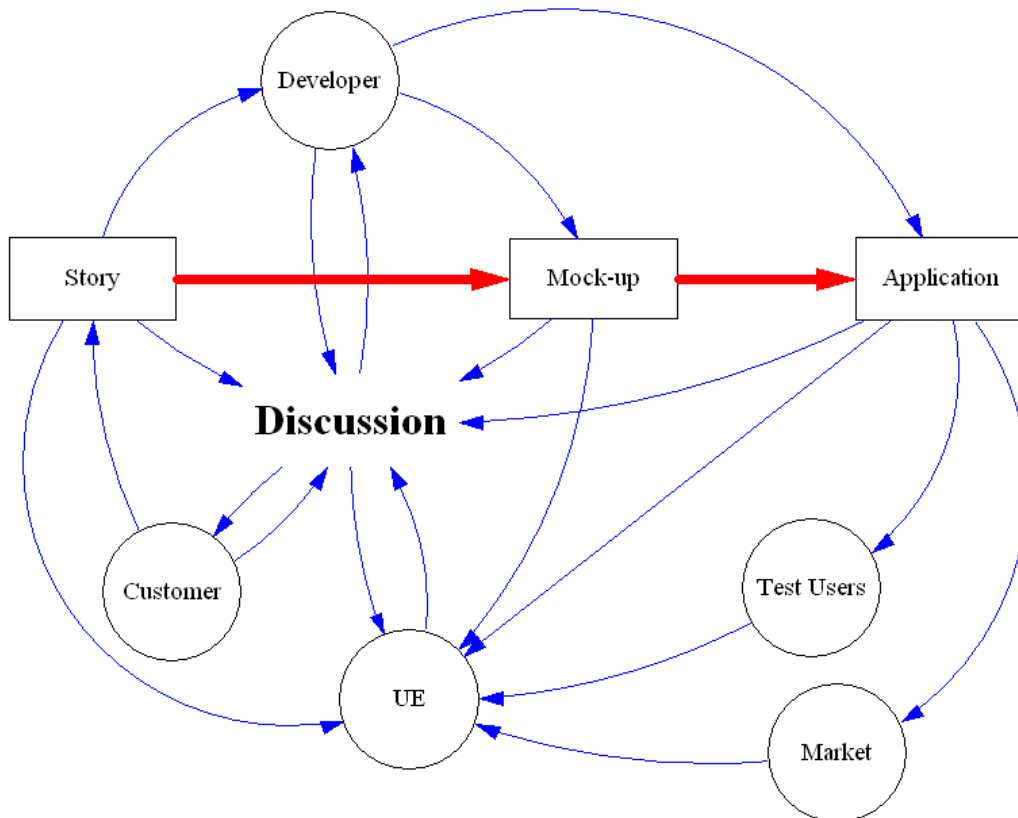 Developer
Story
Mock-up
Application
Discussion
Customer
Test Users
UE
Market